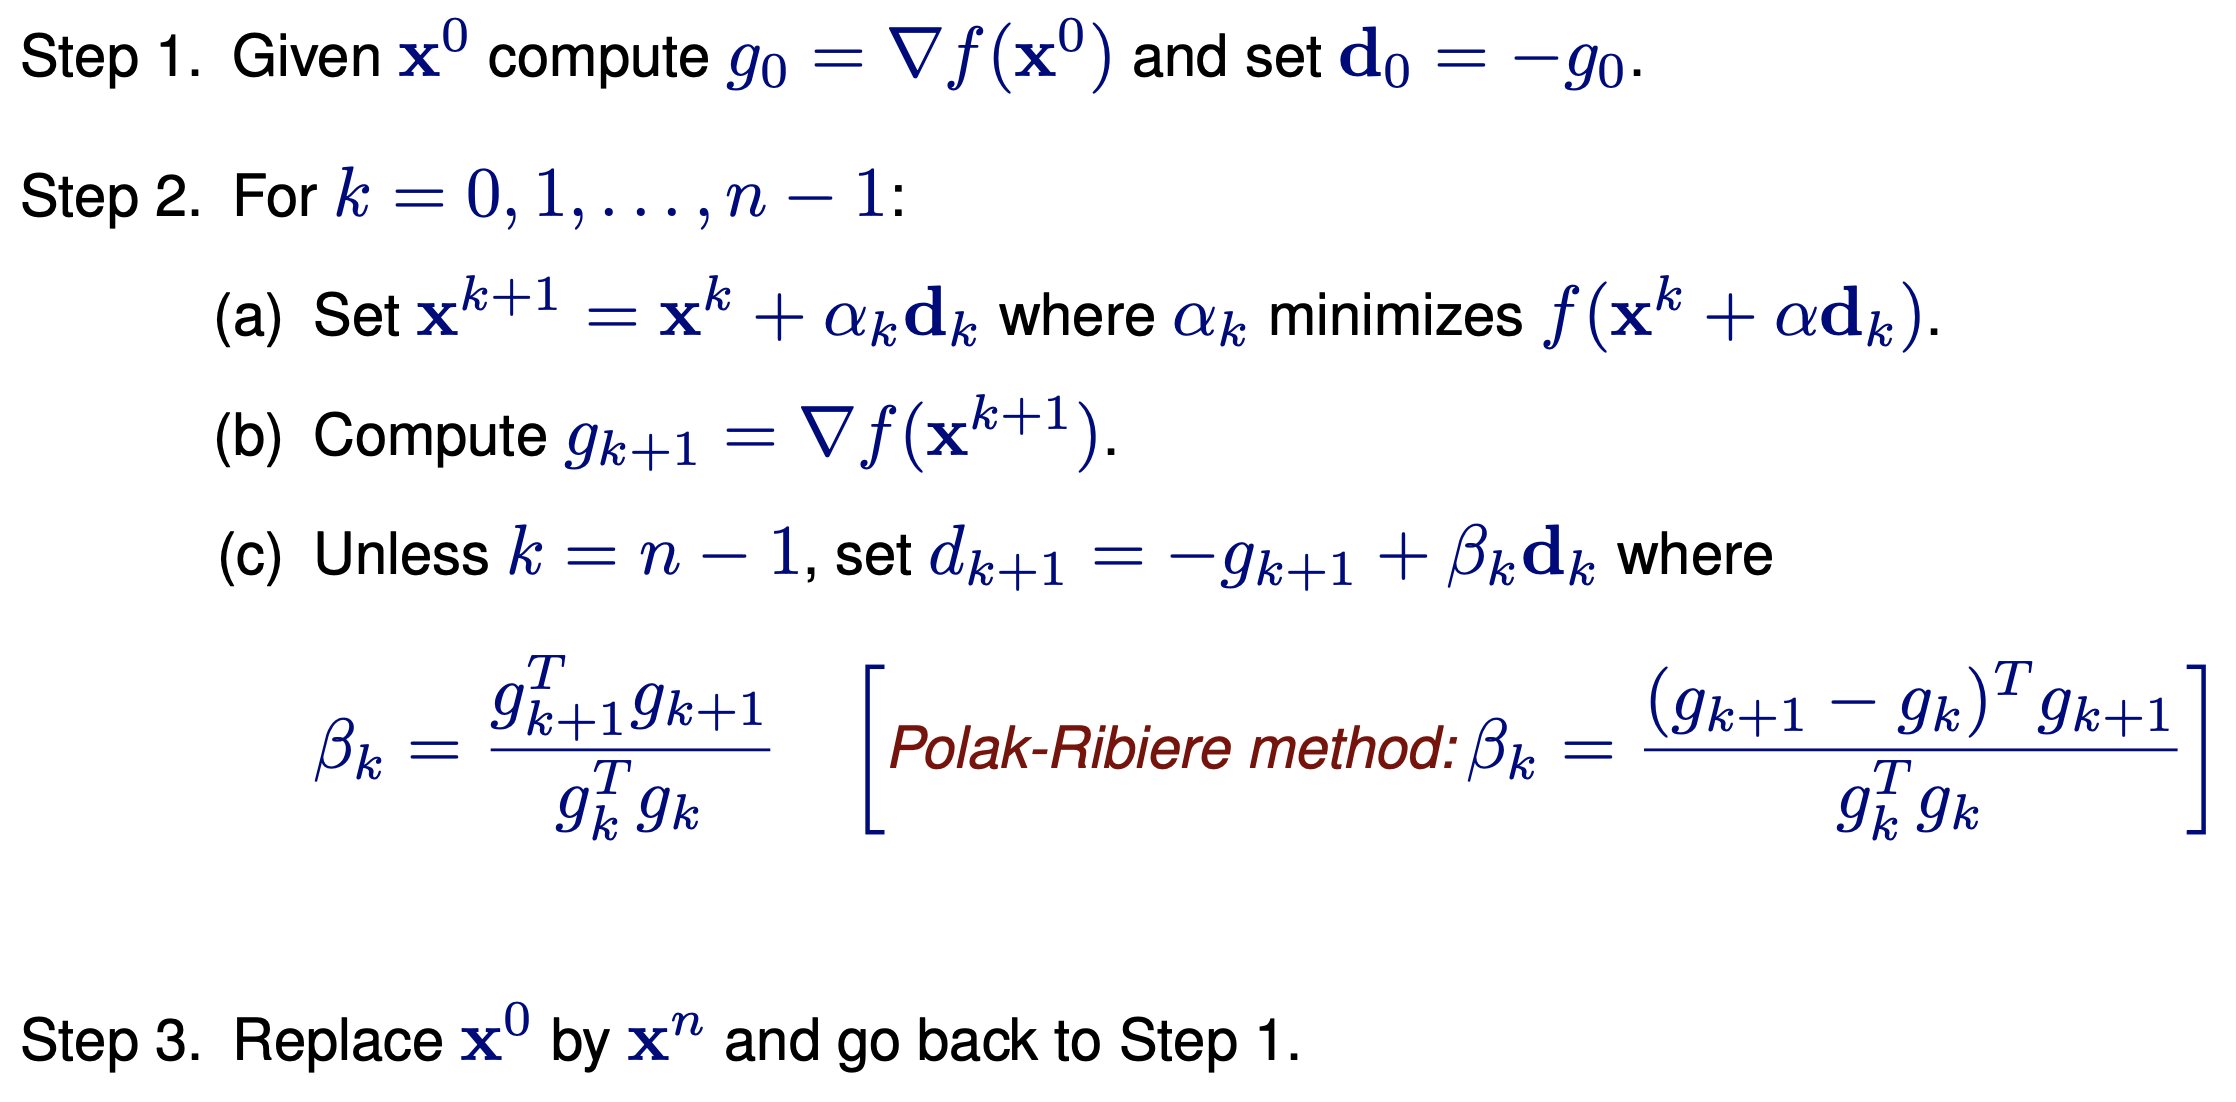 Step 1. Given $\mathbf{x}^0$ compute $g_0 = \nabla f(\mathbf{x}^0)$ and set $\mathbf{d}_0 = -g_0$.
Step 2. For $k = 0, 1, \ldots, n-1$:
(a) Set $\mathbf{x}^{k+1} = \mathbf{x}^k + \alpha_k \mathbf{d}_k$ where $\alpha_k$ minimizes $f(\mathbf{x}^k + \alpha \mathbf{d}_k)$.
(b) Compute $g_{k+1} = \nabla f(\mathbf{x}^{k+1})$.
(c) Unless $k = n-1$, set $d_{k+1} = -g_{k+1} + \beta_k \mathbf{d}_k$ where
$\beta_k = \frac{g_{k+1}^T g_{k+1}}{g_k^T g_k} \quad \left[ \text{Polak-Ribiere method:} \beta_k = \frac{(g_{k+1} - g_k)^T g_{k+1}}{g_k^T g_k} \right]$
Step 3. Replace $\mathbf{x}^0$ by $\mathbf{x}^n$ and go back to Step 1.